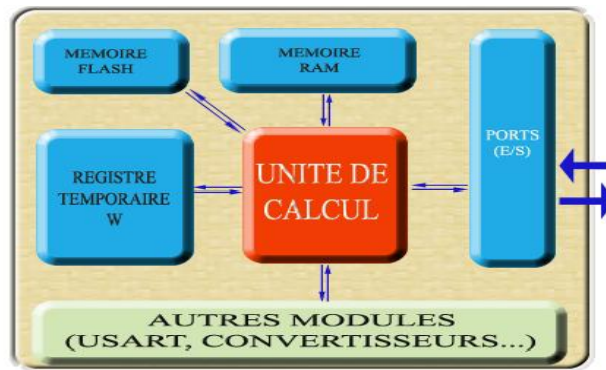 MEMOIRE
FLASH
MEMOIRE
RAM
REGISTRE
TEMPORAIRE
W
UNITE DE
CALCUL
PORTS
(E/S)
AUTRES MODULES
(USART, CONVERTISSEURS...)